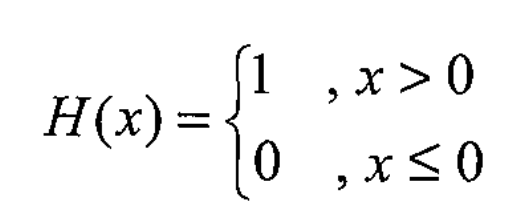 H(x) = { 1 , x > 0
0 , x ≤ 0